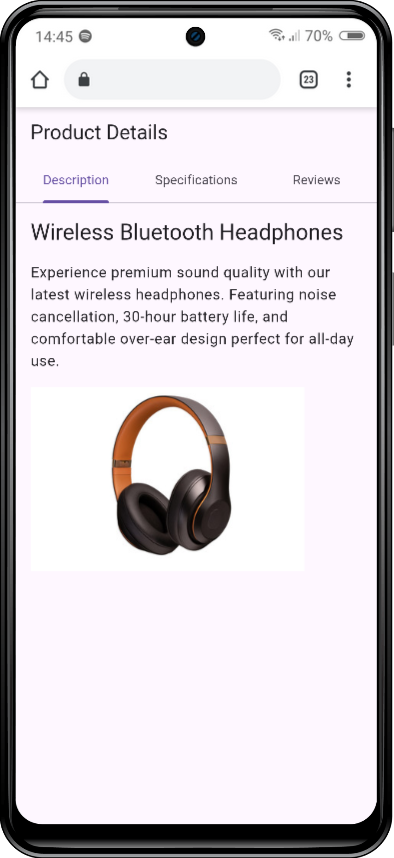 14:45
70%
23
Product Details
Description Specifications Reviews
Wireless Bluetooth Headphones
Experience premium sound quality with our
latest wireless headphones. Featuring noise
cancellation, 30-hour battery life, and
comfortable over-ear design perfect for all-day
use.